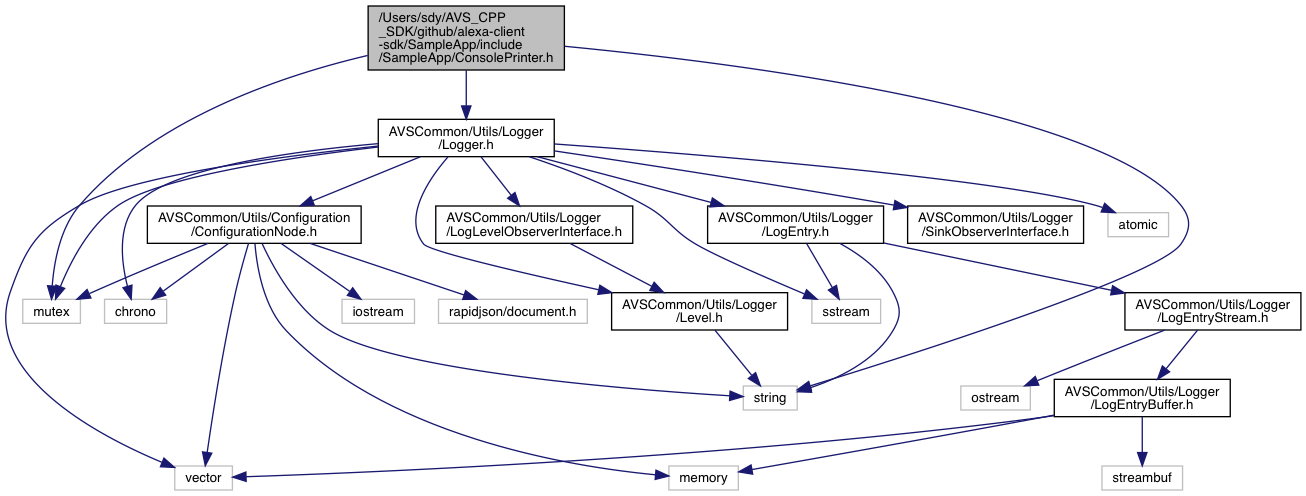 /Users/sdy/AVS_CPP
_SDK/github/alexa-client
-sdk/SampleApp/include
/SampleApp/ConsolePrinter.h
AVSCommon/Utils/Logger
/Logger.h
AVSCommon/Utils/Configuration
/ConfigurationNode.h
AVSCommon/Utils/Logger
/LogLevelObserverInterface.h
AVSCommon/Utils/Logger
/LogEntry.h
AVSCommon/Utils/Logger
/SinkObserverInterface.h
atomic
mutex
chrono
iostream
rapidjson/document.h
AVSCommon/Utils/Logger
/Level.h
sstream
AVSCommon/Utils/Logger
/LogEntryStream.h
string
ostream
AVSCommon/Utils/Logger
/LogEntryBuffer.h
vector
memory
streambuf